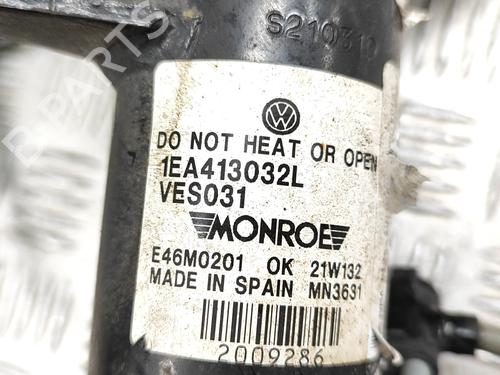 S210310
DO NOT HEAT OR OPEN
1EA413032L
VES031
MONROE
E46M0201 OK 21W132
MADE IN SPAIN MN3631
2009286
B-PARTS